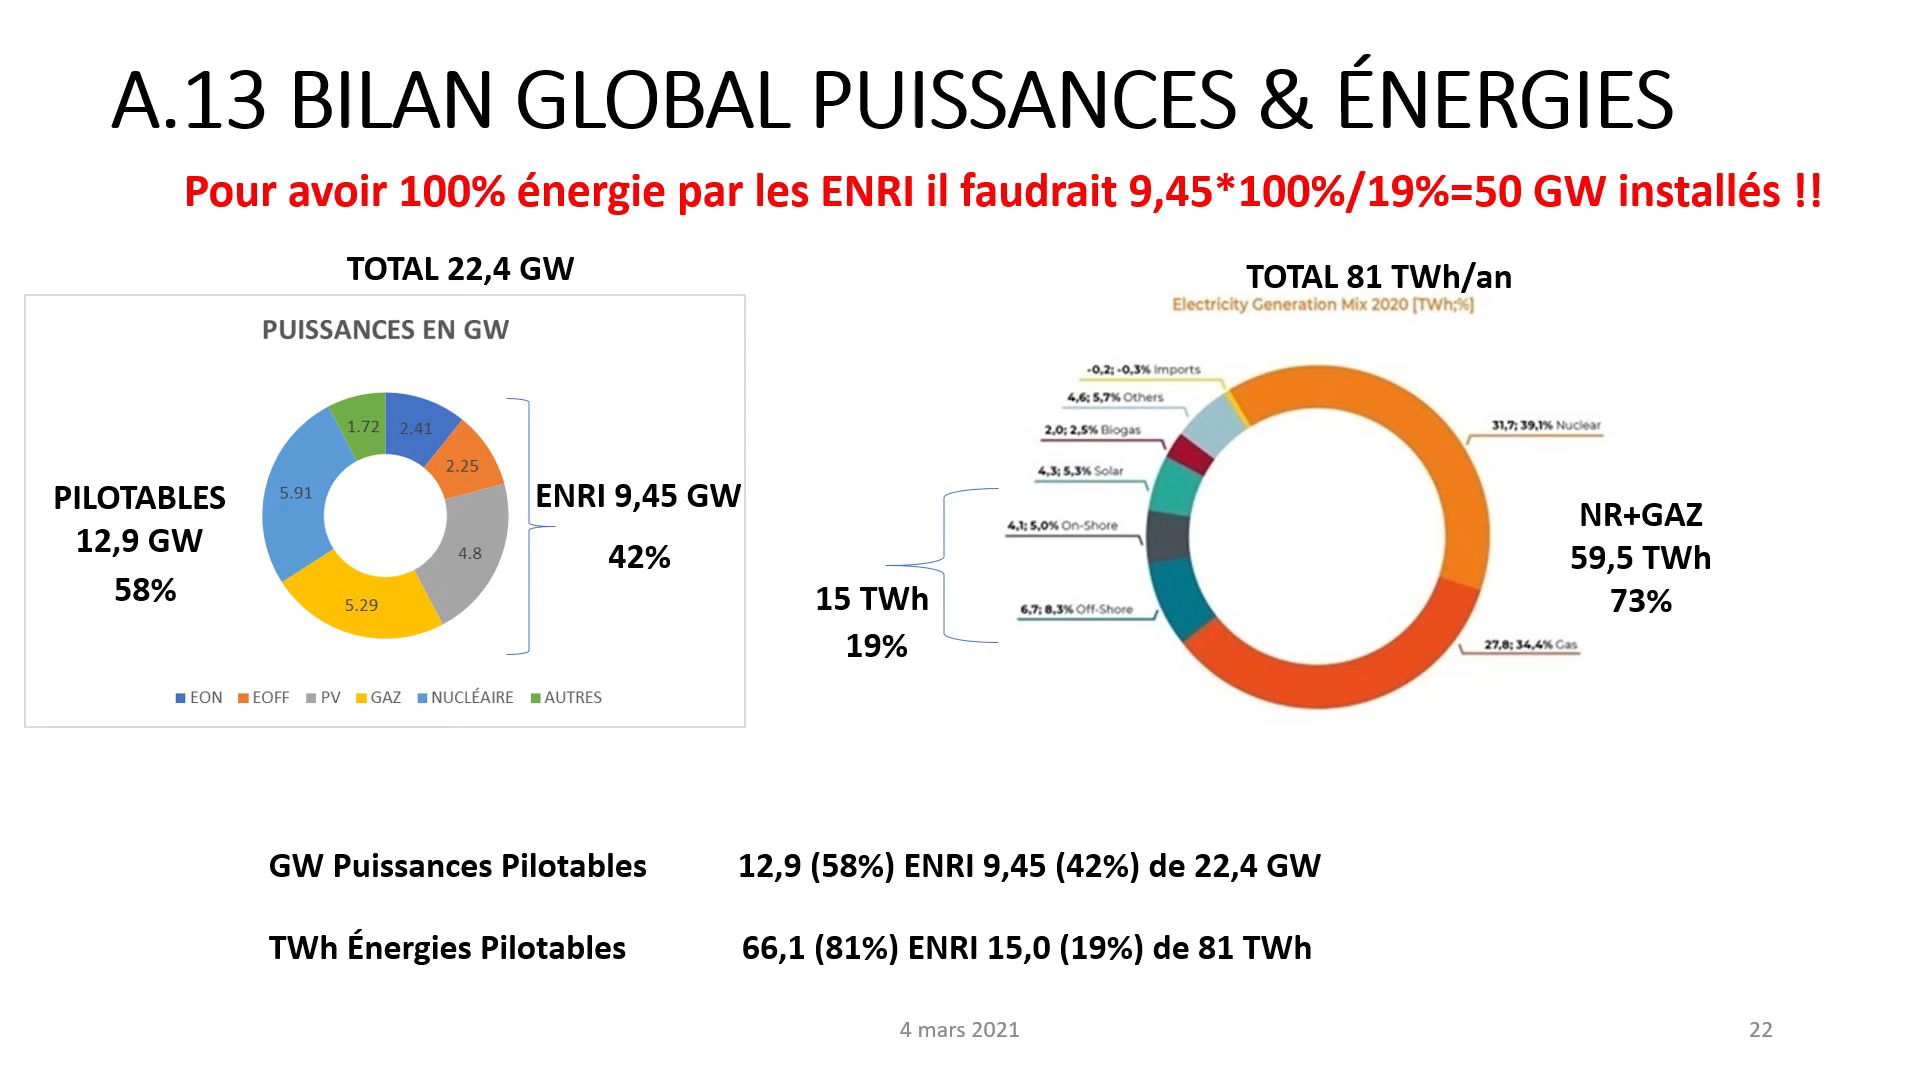 A.13 BILAN GLOBAL PUISSANCES & ÉNERGIES
Pour avoir 100% énergie par les ENRI il faudrait 9,45*100%/19%=50 GW installés !!
TOTAL 22,4 GW
PUISSANCES EN GW
1.72
2.41
2.25
5.91
4.8
5.29
PILOTABLES
12,9 GW
58%
ENRI 9,45 GW
42%
EON EOFF PV GAZ NUCLÉAIRE AUTRES
TOTAL 81 TWh/an
Electricity Generation Mix 2020 [TWh;%]
-0,2; -0,3% Imports
4,6; 5,7% Others
2,0; 2,5% Biogas
4,3; 5,3% Solar
4,1; 5,0% On-Shore
6,7; 8,3% Off-Shore
31,7; 39,1% Nuclear
27,8; 34,4% Gas
15 TWh
19%
NR+GAZ
59,5 TWh
73%
GW Puissances Pilotables 12,9 (58%) ENRI 9,45 (42%) de 22,4 GW
TWh Énergies Pilotables 66,1 (81%) ENRI 15,0 (19%) de 81 TWh
4 mars 2021
22